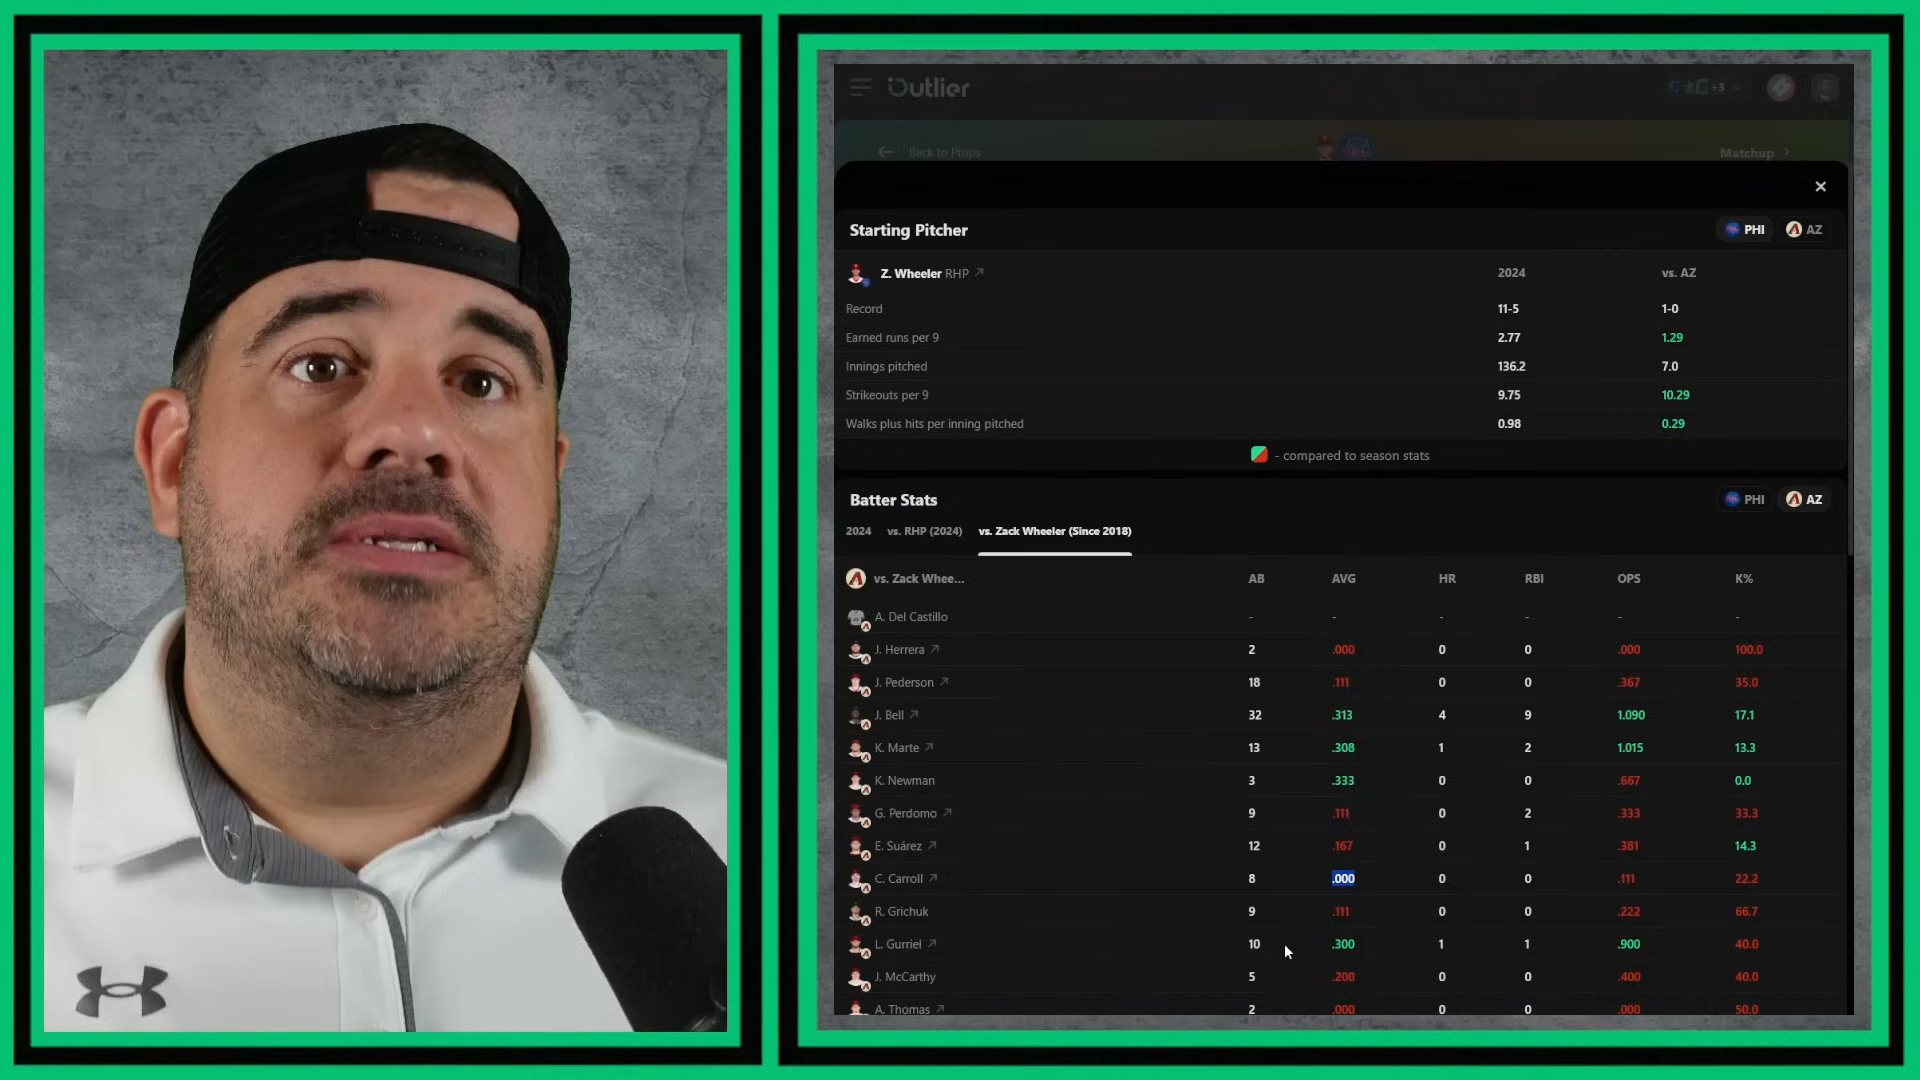 Outlier
+3
Back to Props
Matchup
Starting Pitcher
PHI AZ
Z. Wheeler RHP 2024 vs. AZ
Record 11-5 1-0
Earned runs per 9 2.77 1.29
Innings pitched 136.2 7.0
Strikeouts per 9 9.75 10.29
Walks plus hits per inning pitched 0.98 0.29
- compared to season stats
Batter Stats PHI AZ
2024 vs. RHP (2024) vs. Zack Wheeler (Since 2018)
vs. Zack Whee... AB AVG HR RBI OPS K%
A. Del Castillo - - - - - -
J. Herrera 2 .000 0 0 .000 100.0
J. Pederson 18 .111 0 0 .367 35.0
J. Bell 32 .313 4 9 1.090 17.1
K. Marte 13 .308 1 2 1.015 13.3
K. Newman 3 .333 0 0 .667 0.0
G. Perdomo 9 .111 0 2 .333 33.3
E. Suárez 12 .167 0 1 .381 14.3
C. Carroll 8 .000 0 0 .111 22.2
R. Grichuk 9 .111 0 0 .222 66.7
L. Gurriel 10 .300 1 1 .900 40.0
J. McCarthy 5 .200 0 0 .400 40.0
A. Thomas 2 .000 0 0 .000 50.0